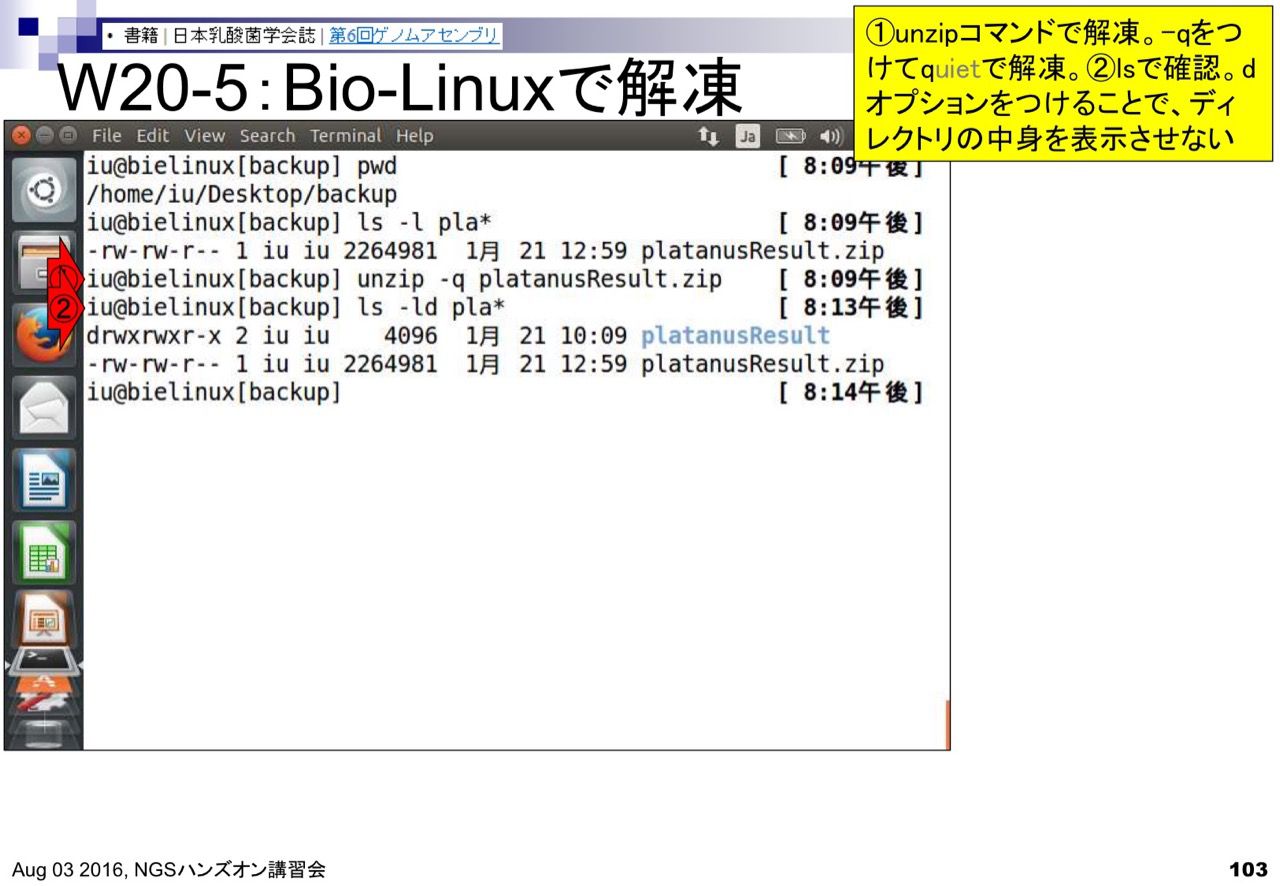 • 書籍 | 日本乳酸菌学会誌 | 第6回ゲノムアセンブリ
W20-5：Bio-Linuxで解凍
①unzipコマンドで解凍。-qをつ
けてquietで解凍。②lsで確認。d
オプションをつけることで、ディ
レクトリの中身を表示させない
File Edit View Search Terminal Help
Ja
iu@bielinux[backup] pwd [ 8:09午後]
/home/iu/Desktop/backup
iu@bielinux[backup] ls -l pla* [ 8:09午後]
-rw-rw-r-- 1 iu iu 2264981 1月 21 12:59 platanusResult.zip
①iu@bielinux[backup] unzip -q platanusResult.zip [ 8:09午後]
②iu@bielinux[backup] ls -ld pla* [ 8:13午後]
drwxrwxr-x 2 iu iu 4096 1月 21 10:09 platanusResult
-rw-rw-r-- 1 iu iu 2264981 1月 21 12:59 platanusResult.zip
iu@bielinux[backup] [ 8:14午後]
Aug 03 2016, NGSハンズオン講習会
103